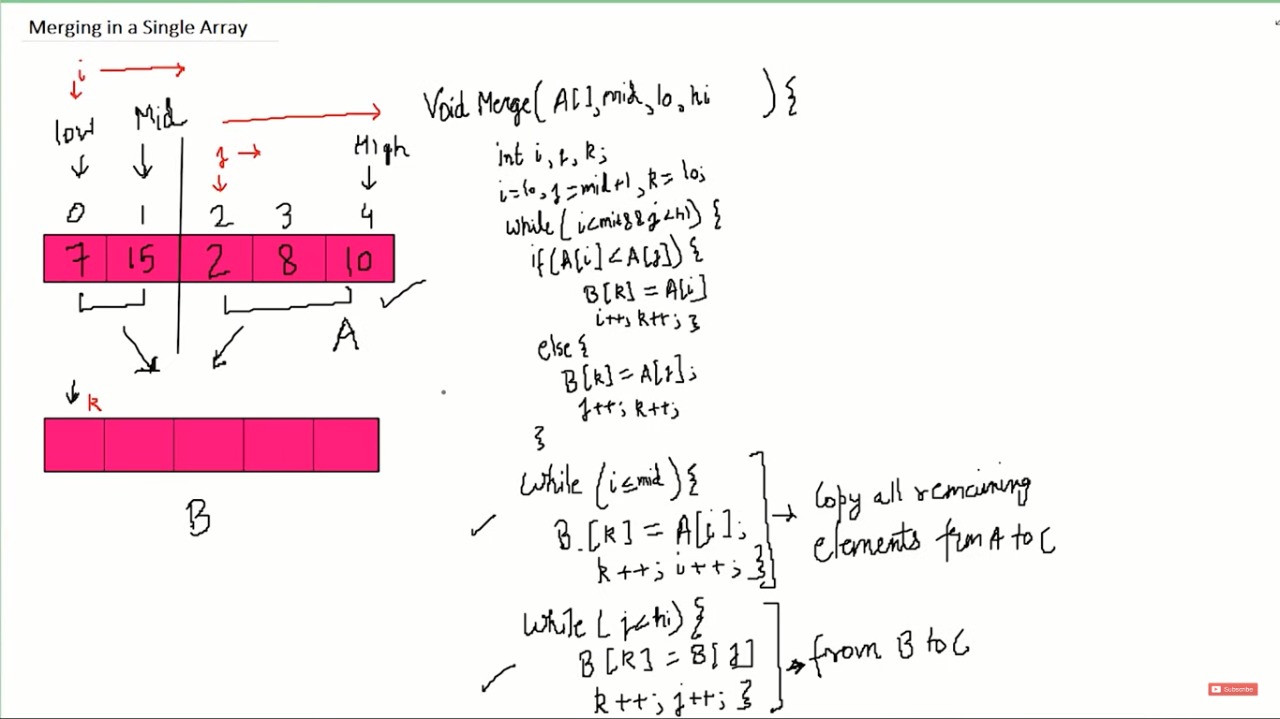 Merging in a Single Array
i
low
Mid
j
High
0 1 2 3 4
7 15 2 8 10
A
k
B
Void Merge( A[], mid, lo, hi ) {
int i, j, k;
i=lo, j=mid+1, k=lo;
while( i<mid && j<hi) {
if(A[i] < A[j]) {
B[k] = A[i]
i++, k++; }
else {
B[k] = A[j];
j++; k++;
}
while (i≤mid) {
B.[k] = A[i];
k++; i++; }
Copy all remaining
elements from A to C
while ( j<hi) {
B[k] = B[j]
k++; j++; }
from B to C
Subscribe